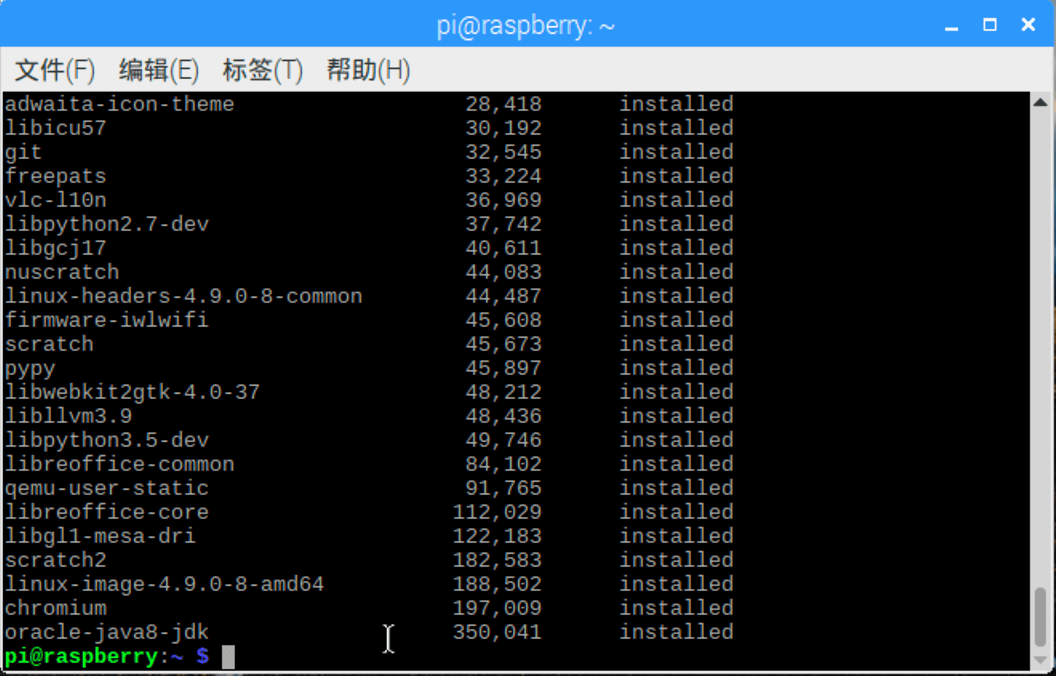 pi@raspberry: ~
文件(F) 编辑(E) 标签(T) 帮助(H)
adwaita-icon-theme 28,418 installed
libicu57 30,192 installed
git 32,545 installed
freepats 33,224 installed
vlc-l10n 36,969 installed
libpython2.7-dev 37,742 installed
libgcj17 40,611 installed
nuscratch 44,083 installed
linux-headers-4.9.0-8-common 44,487 installed
firmware-iwlwifi 45,608 installed
scratch 45,673 installed
pypy 45,897 installed
libwebkit2gtk-4.0-37 48,212 installed
libllvm3.9 48,436 installed
libpython3.5-dev 49,746 installed
libreoffice-common 84,102 installed
qemu-user-static 91,765 installed
libreoffice-core 112,029 installed
libgl1-mesa-dri 122,183 installed
scratch2 182,583 installed
linux-image-4.9.0-8-amd64 188,502 installed
chromium 197,009 installed
oracle-java8-jdk 350,041 installed
pi@raspberry:~ $